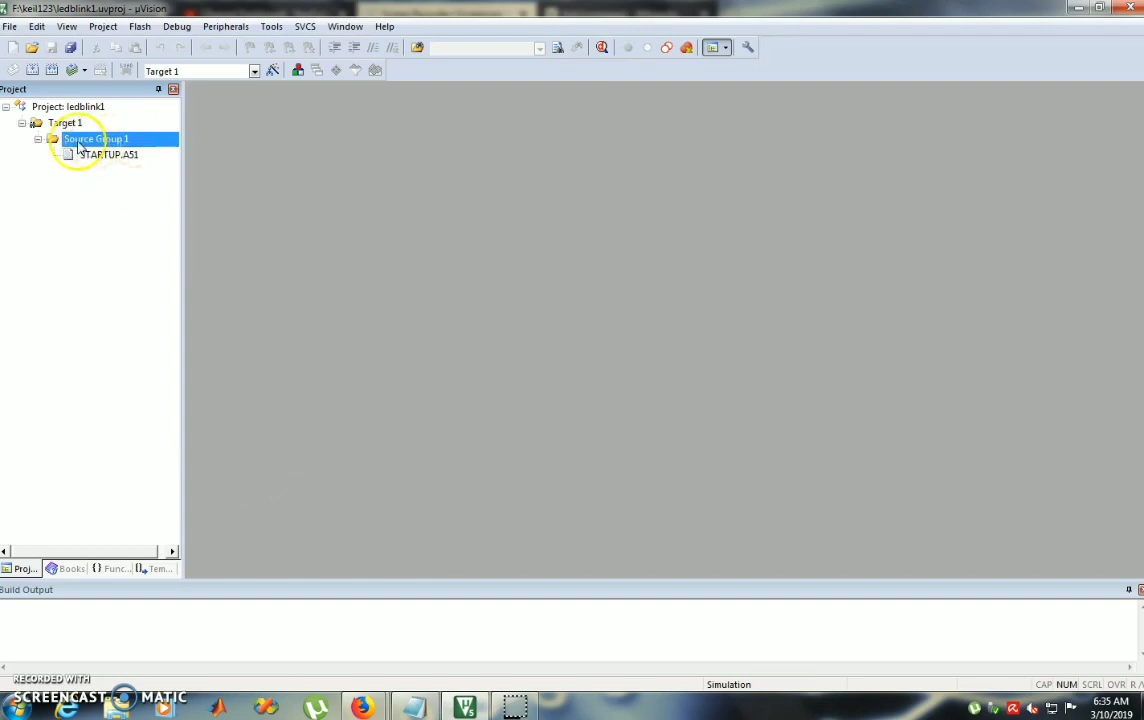 F:\keil123\ledblink1.uvproj - µVision
File Edit View Project Flash Debug Peripherals Tools SVCS Window Help
Target 1
Project
Project: ledblink1
Target 1
Source Group 1
STARTUP.A51
Proj... Books {} Func... Tem...
Build Output
RECORDED WITH
SCREENCAST MATIC
Simulation
CAP NUM SCRL OVR R/
6:35 AM
3/10/2019